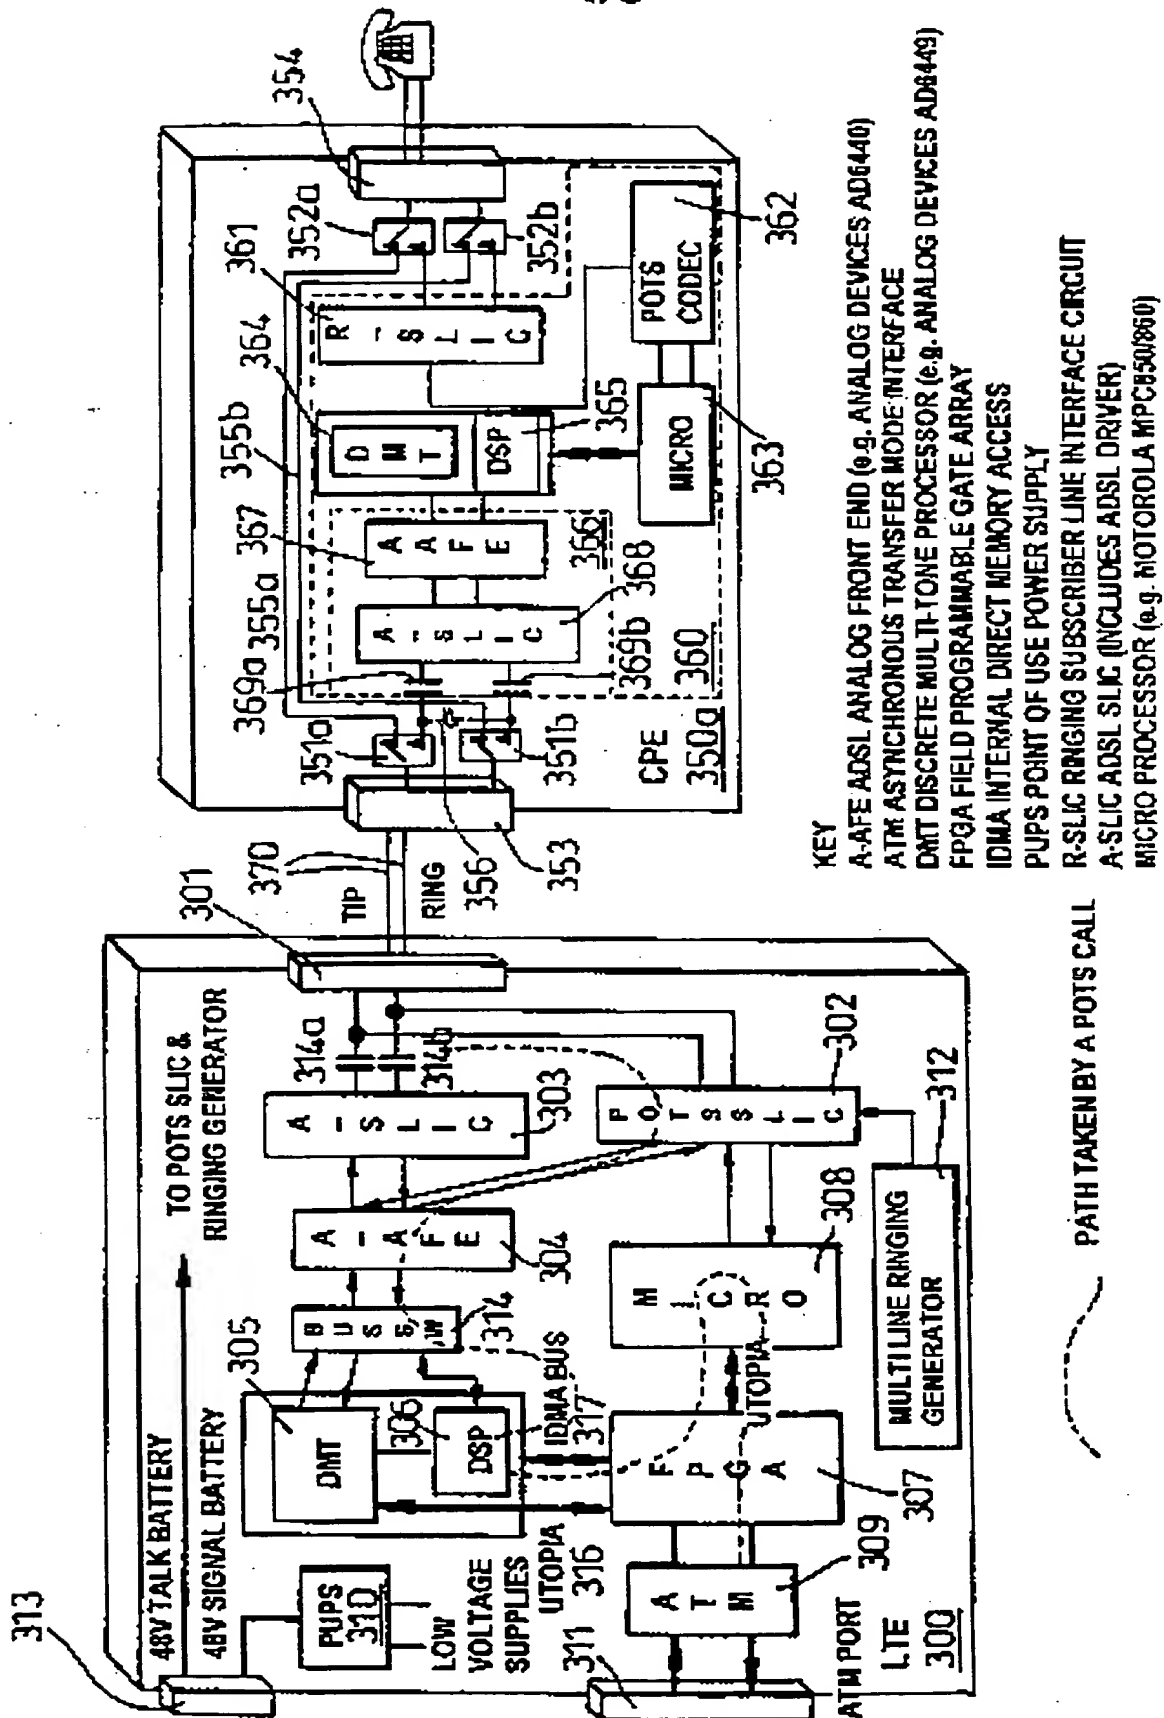 313
48V TALK BATTERY
48V SIGNAL BATTERY
TO POTS SLIC &
RINGING GENERATOR
PUPS
310
LOW
VOLTAGE
SUPPLIES
UTOPIA
316
305
DMT
306
DSP
IDMA BUS
317
BUS SW
314
A-AFE
304
A-SLIC
303
314a
314b
301
TIP
RING
370
311
ATM PORT
ATM
309
FPGA
307
UTOPIA
MICRO
308
POTS SLIC
302
MULTI LINE RINGING
GENERATOR
312
LTE
300
353
356
351a
351b
369a
369b
355a
355b
A-SLIC
368
A-AFE
367
366
DMT
364
DSP
365
R-SLIC
361
352a
352b
354
MICRO
363
POTS
CODEC
362
360
CPE
350a
PATH TAKEN BY A POTS CALL
KEY
A-AFE ADSL ANALOG FRONT END (e.g. ANALOG DEVICES AD6440)
ATM ASYNCHRONOUS TRANSFER MODE INTERFACE
DMT DISCRETE MULTI-TONE PROCESSOR (e.g. ANALOG DEVICES AD6449)
FPGA FIELD PROGRAMMABLE GATE ARRAY
IDMA INTERNAL DIRECT MEMORY ACCESS
PUPS POINT OF USE POWER SUPPLY
R-SLIC RINGING SUBSCRIBER LINE INTERFACE CIRCUIT
A-SLIC ADSL SLIC (INCLUDES ADSL DRIVER)
MICRO PROCESSOR (e.g. MOTOROLA MPC850/860)